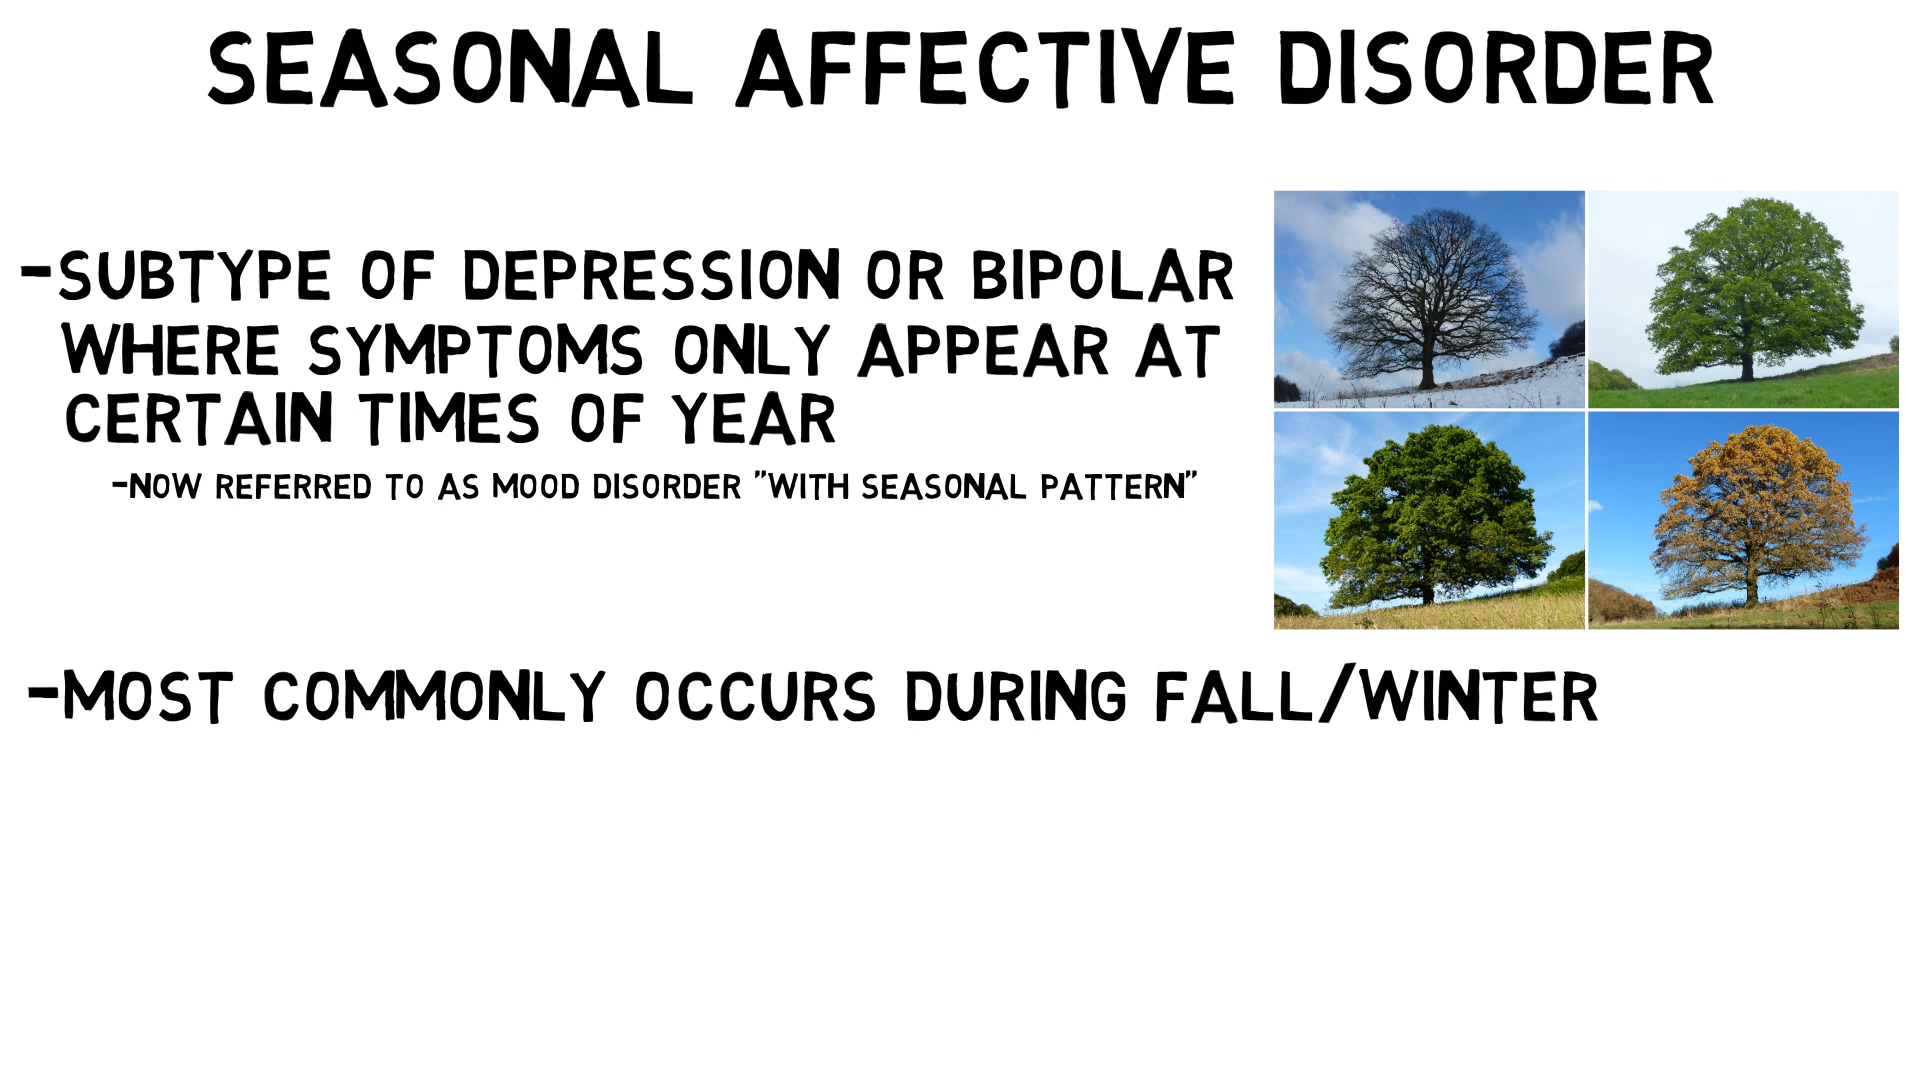 SEASONAL AFFECTIVE DISORDER
-SUBTYPE OF DEPRESSION OR BIPOLAR
WHERE SYMPTOMS ONLY APPEAR AT
CERTAIN TIMES OF YEAR
-NOW REFERRED TO AS MOOD DISORDER "WITH SEASONAL PATTERN"
-MOST COMMONLY OCCURS DURING FALL/WINTER